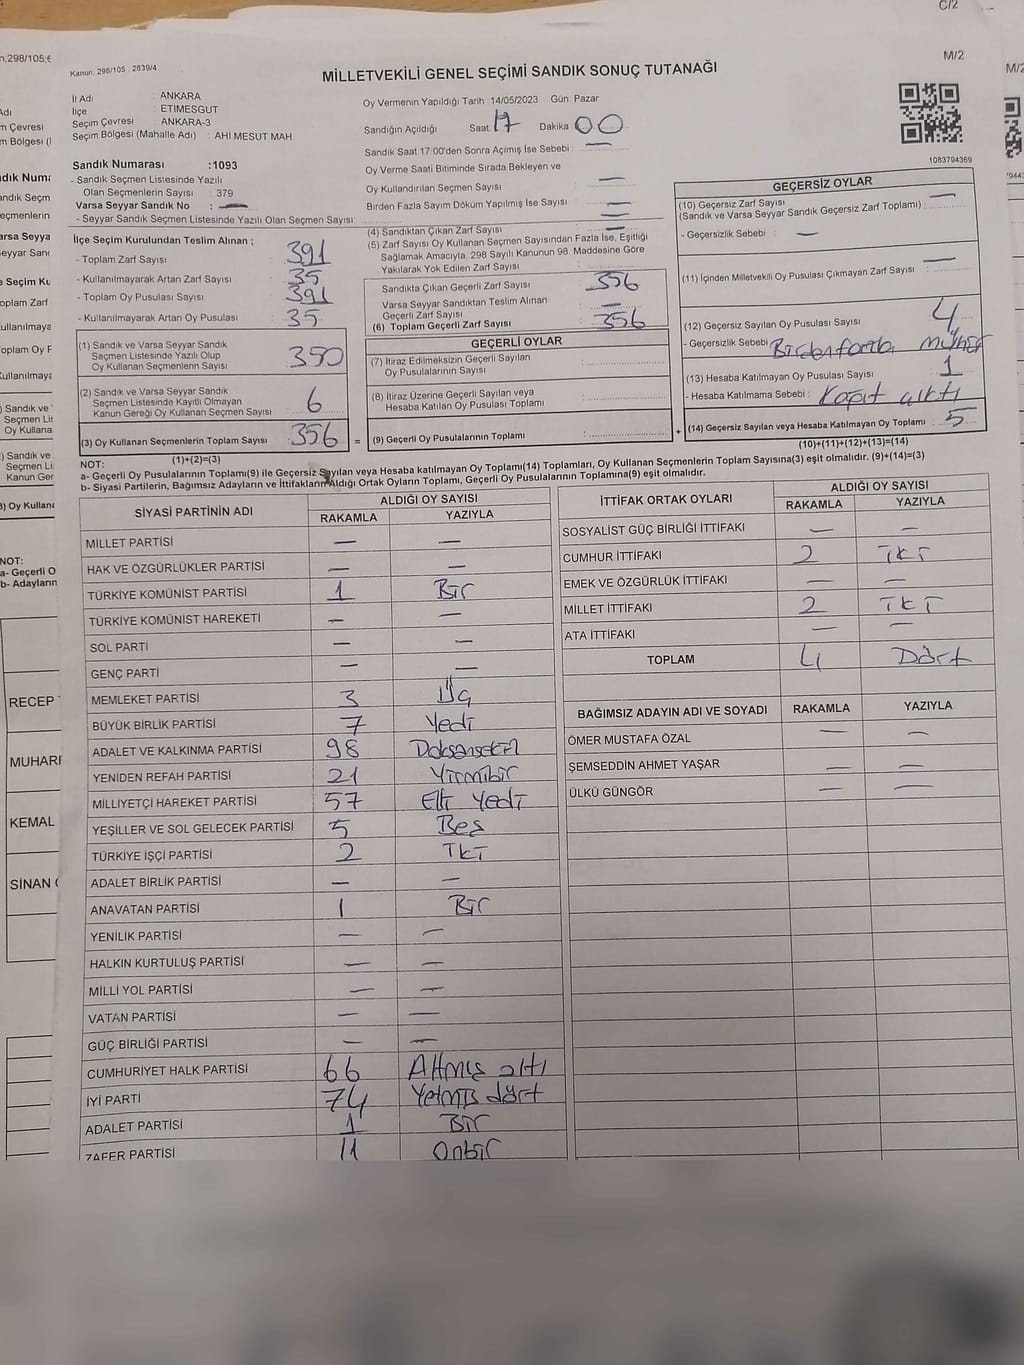 C/2
Kanun. 298/105 . 2839/4
MİLLETVEKİLİ GENEL SEÇİMİ SANDIK SONUÇ TUTANAĞI
M/2
İl Adı ANKARA
İlçe ETİMESGUT
Seçim Çevresi : ANKARA-3
Seçim Bölgesi (Mahalle Adı) : AHİ MESUT MAH
Sandık Numarası :1093
- Sandık Seçmen Listesinde Yazılı
Olan Seçmenlerin Sayısı : 379
Varsa Seyyar Sandık No : —
- Seyyar Sandık Seçmen Listesinde Yazılı Olan Seçmen Sayısı: —
Oy Vermenin Yapıldığı Tarih :14/05/2023 Gün: Pazar
Sandığın Açıldığı Saat: 17 Dakika 00
Sandık Saat 17:00'den Sonra Açımış İse Sebebi: —
Oy Verme Saati Bitiminde Sırada Bekleyen ve
Oy Kullandırılan Seçmen Sayısı —
Birden Fazla Sayım Döküm Yapılmış İse Sayısı —
(4) Sandıktan Çıkan Zarf Sayısı —
(5) Zarf Sayısı Oy Kullanan Seçmen Sayısından Fazla İse, Eşitliği
Sağlamak Amacıyla, 298 Sayılı Kanunun 98. Maddesine Göre
Yakılarak Yok Edilen Zarf Sayısı
1083794369
İlçe Seçim Kurulundan Teslim Alınan ;
- Toplam Zarf Sayısı : 391
- Kullanılmayarak Artan Zarf Sayısı : 35
- Toplam Oy Pusulası Sayısı : 391
- Kullanılmayarak Artan Oy Pusulası : 35
Sandıkta Çıkan Geçerli Zarf Sayısı : 356
Varsa Seyyar Sandıktan Teslim Alınan
Geçerli Zarf Sayısı : —
(6) Toplam Geçerli Zarf Sayısı : 356
(1) Sandık ve Varsa Seyyar Sandık
Seçmen Listesinde Yazılı Olup
Oy Kullanan Seçmenlerin Sayısı : 350
(2) Sandık ve Varsa Seyyar Sandık
Seçmen Listesinde Kayıtlı Olmayan
Kanun Gereği Oy Kullanan Seçmen Sayısı : 6
(3) Oy Kullanan Seçmenlerin Toplam Sayısı : 356
(1)+(2)=(3)
GEÇERLİ OYLAR
(7) İtiraz Edilmeksizin Geçerli Sayılan
Oy Pusulalarının Sayısı
(8) İtiraz Üzerine Geçerli Sayılan veya
Hesaba Katılan Oy Pusulası Toplamı
= (9) Geçerli Oy Pusulalarının Toplamı +
GEÇERSİZ OYLAR
(10) Geçersiz Zarf Sayısı : —
(Sandık ve Varsa Seyyar Sandık Geçersiz Zarf Toplamı)
- Geçersizlik Sebebi : —
(11) İçinden Milletvekili Oy Pusulası Çıkmayan Zarf Sayısı : —
(12) Geçersiz Sayılan Oy Pusulası Sayısı : 4
- Geçersizlik Sebebi : Birden fazla mühür
(13) Hesaba Katılmayan Oy Pusulası Sayısı : 1
- Hesaba Katılmama Sebebi :
(14) Geçersiz Sayılan veya Hesaba Katılmayan Oy Toplamı : 5
(10)+(11)+(12)+(13)=(14)
NOT:
a- Geçerli Oy Pusulalarının Toplamı(9) ile Geçersiz Sayılan veya Hesaba katılmayan Oy Toplamı(14) Toplamları, Oy Kullanan Seçmenlerin Toplam Sayısına(3) eşit olmalıdır. (9)+(14)=(3)
b- Siyasi Partilerin, Bağımsız Adayların ve İttifakların Aldığı Ortak Oyların Toplamı, Geçerli Oy Pusulalarının Toplamına(9) eşit olmalıdır.
SİYASİ PARTİNİN ADI ALDIĞI OY SAYISI
RAKAMLA YAZIYLA
MİLLET PARTİSİ — —
HAK VE ÖZGÜRLÜKLER PARTİSİ — —
TÜRKİYE KOMÜNİST PARTİSİ 1 Bir
TÜRKİYE KOMÜNİST HAREKETİ — —
SOL PARTİ — —
GENÇ PARTİ — —
MEMLEKET PARTİSİ 3 Üç
BÜYÜK BİRLİK PARTİSİ 7 Yedi
ADALET VE KALKINMA PARTİSİ 98 Doksansekiz
YENİDEN REFAH PARTİSİ 21 Yirmibir
MİLLİYETÇİ HAREKET PARTİSİ 57 Elli Yedi
YEŞİLLER VE SOL GELECEK PARTİSİ 5 Beş
TÜRKİYE İŞÇİ PARTİSİ 2 İki
ADALET BİRLİK PARTİSİ — —
ANAVATAN PARTİSİ 1 Bir
YENİLİK PARTİSİ — —
HALKIN KURTULUŞ PARTİSİ — —
MİLLİ YOL PARTİSİ — —
VATAN PARTİSİ — —
GÜÇ BİRLİĞİ PARTİSİ — —
CUMHURİYET HALK PARTİSİ 66 Altmış altı
İYİ PARTİ 74 Yetmiş dört
ADALET PARTİSİ 1 Bir
ZAFER PARTİSİ 11 Onbir
İTTİFAK ORTAK OYLARI ALDIĞI OY SAYISI
RAKAMLA YAZIYLA
SOSYALİST GÜÇ BİRLİĞİ İTTİFAKI — —
CUMHUR İTTİFAKI 2 İki
EMEK VE ÖZGÜRLÜK İTTİFAKI — —
MİLLET İTTİFAKI 2 İki
ATA İTTİFAKI — —
TOPLAM 4 Dört
BAĞIMSIZ ADAYIN ADI VE SOYADI RAKAMLA YAZIYLA
ÖMER MUSTAFA ÖZAL — —
ŞEMSEDDİN AHMET YAŞAR — —
ÜLKÜ GÜNGÖR — —
RECEP
MUHARR
KEMAL
SİNAN